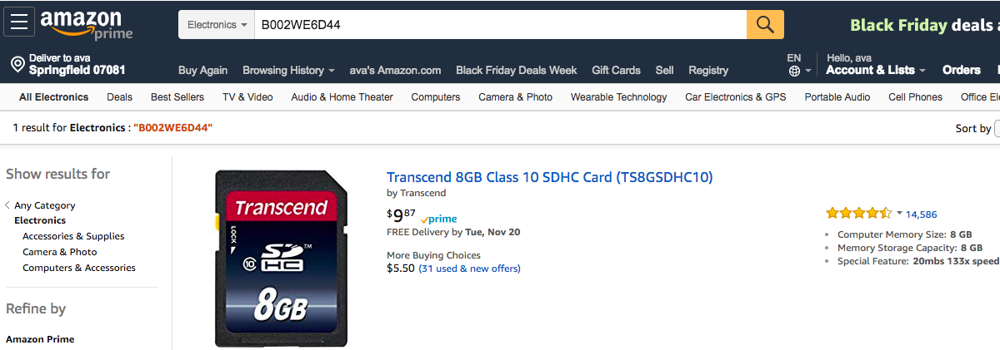 amazon
prime
Electronics
B002WE6D44
Black Friday deals a
Deliver to ava
Springfield 07081
Buy Again
Browsing History
ava's Amazon.com
Black Friday Deals Week
Gift Cards
Sell
Registry
EN
Hello, ava
Account & Lists
Orders
All Electronics
Deals
Best Sellers
TV & Video
Audio & Home Theater
Computers
Camera & Photo
Wearable Technology
Car Electronics & GPS
Portable Audio
Cell Phones
Office El
1 result for Electronics : "B002WE6D44"
Sort by
Show results for
Any Category
Electronics
Accessories & Supplies
Camera & Photo
Computers & Accessories
Refine by
Amazon Prime
Transcend
LOCK
10
SD
TM
HC
8GB
Transcend 8GB Class 10 SDHC Card (TS8GSDHC10)
by Transcend
$9 87
prime
FREE Delivery by Tue, Nov 20
More Buying Choices
$5.50 (31 used & new offers)
14,586
Computer Memory Size: 8 GB
Memory Storage Capacity: 8 GB
Special Feature: 20mbs 133x speed